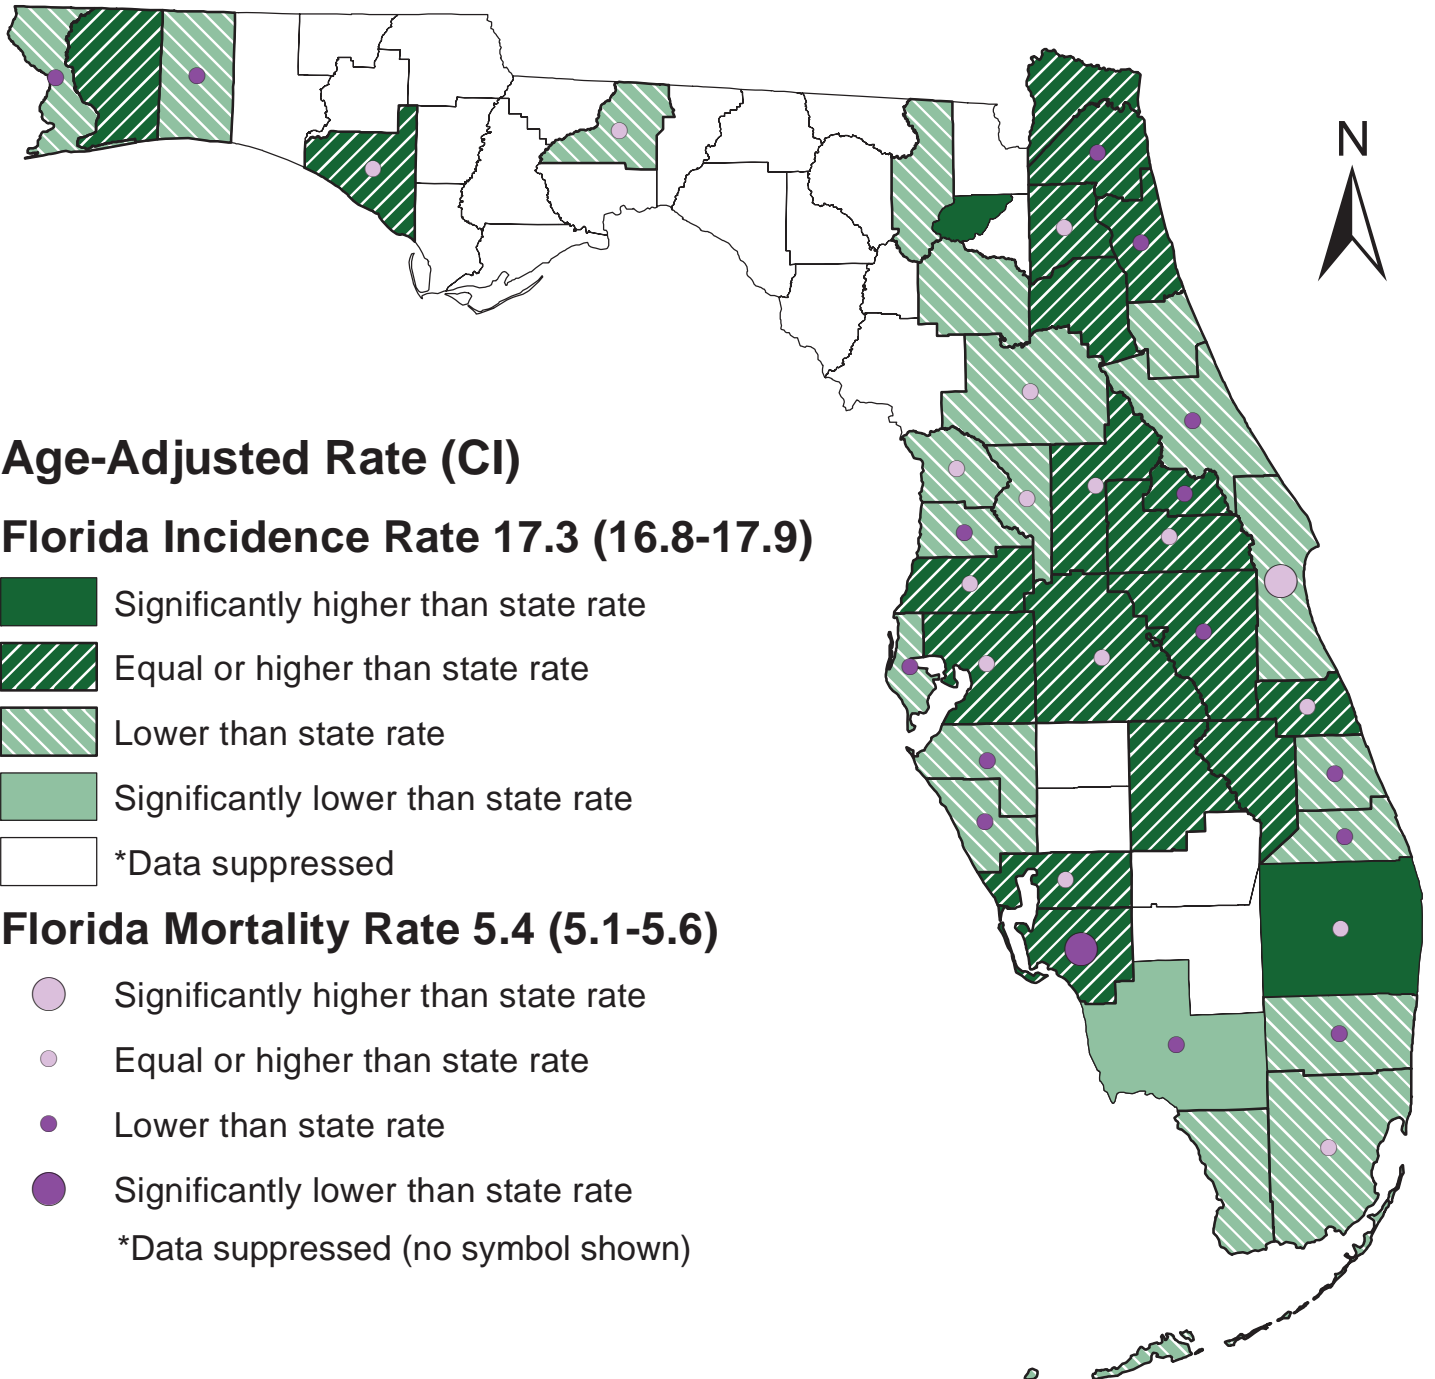 N
Age-Adjusted Rate (CI)
Florida Incidence Rate 17.3 (16.8-17.9)
Significantly higher than state rate
Equal or higher than state rate
Lower than state rate
Significantly lower than state rate
*Data suppressed
Florida Mortality Rate 5.4 (5.1-5.6)
Significantly higher than state rate
Equal or higher than state rate
Lower than state rate
Significantly lower than state rate
*Data suppressed (no symbol shown)